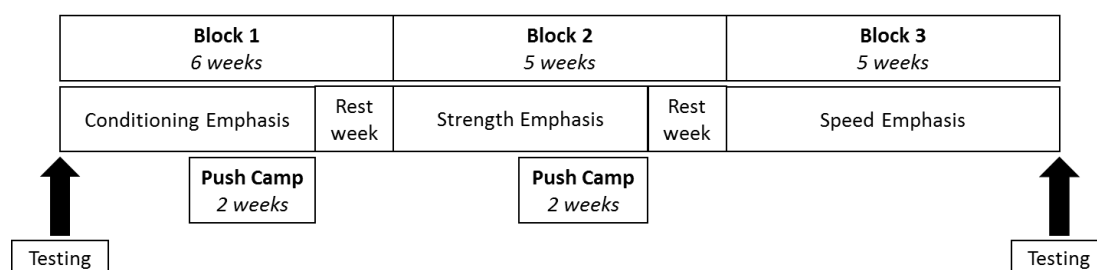 Block 1
6 weeks
Block 2
5 weeks
Block 3
5 weeks
Conditioning Emphasis
Rest
week
Strength Emphasis
Rest
week
Speed Emphasis
Push Camp
2 weeks
Push Camp
2 weeks
Testing
Testing